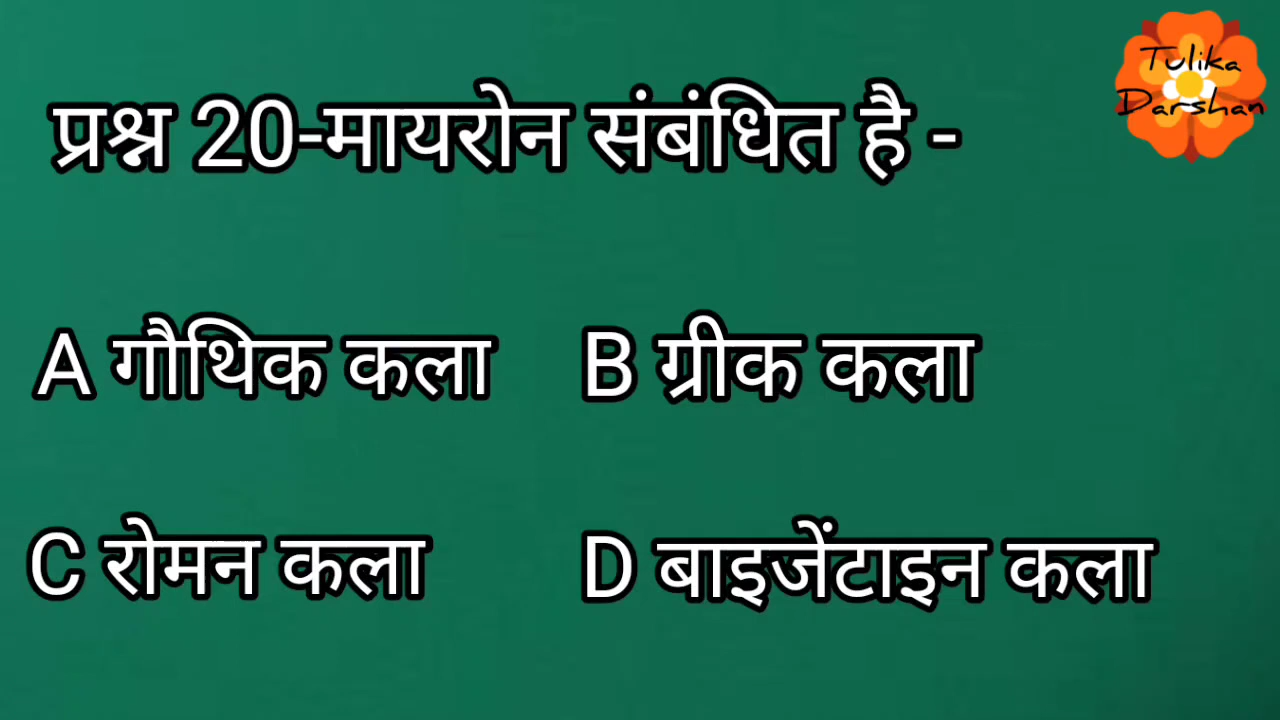 Tulika
Darshan
प्रश्न 20-मायरोन संबंधित है -
A गौथिक कला B ग्रीक कला
C रोमन कला D बाइजेंटाइन कला